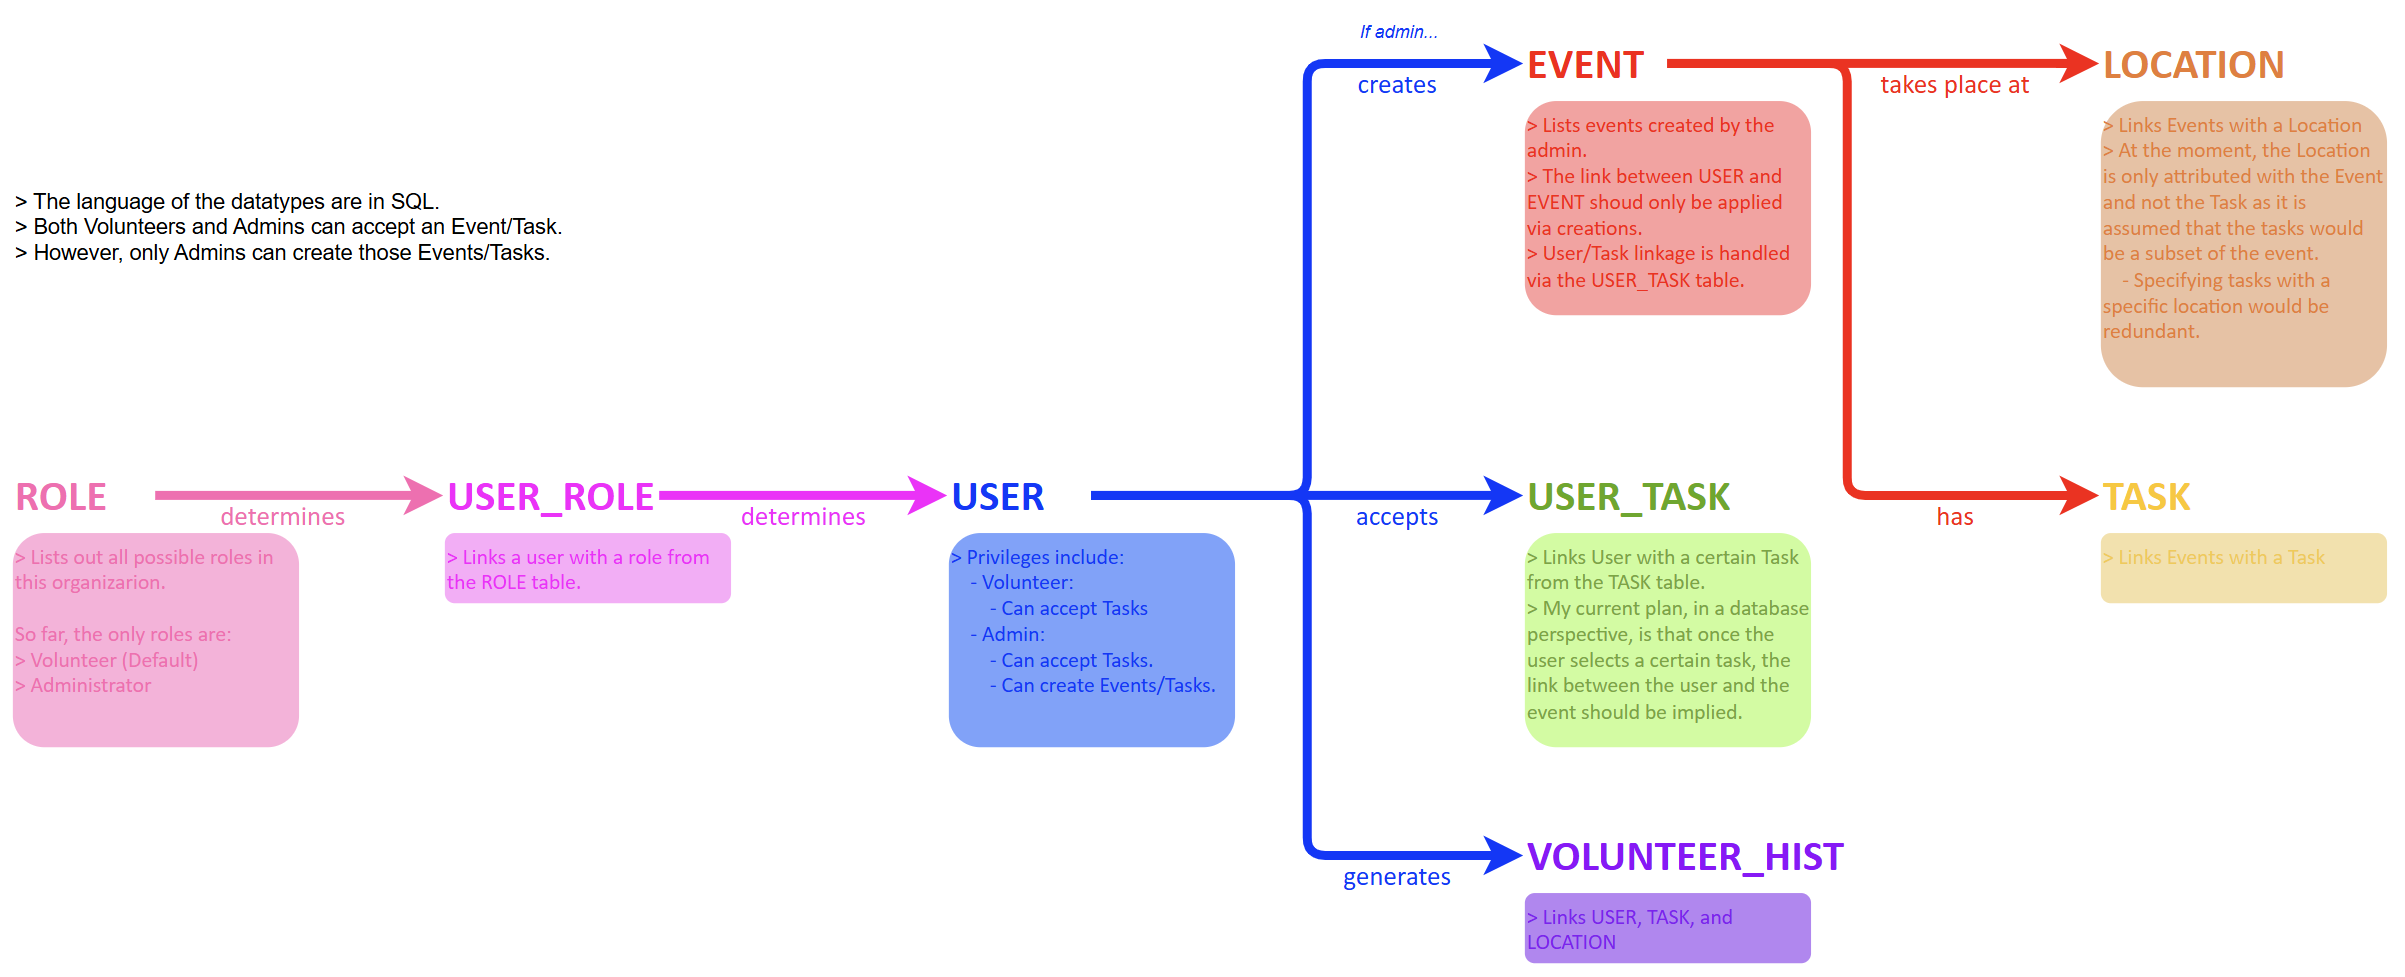 > The language of the datatypes are in SQL.
> Both Volunteers and Admins can accept an Event/Task.
> However, only Admins can create those Events/Tasks.
ROLE
determines
> Lists out all possible roles in
this organizarion.
So far, the only roles are:
> Volunteer (Default)
> Administrator
USER_ROLE
determines
> Links a user with a role from
the ROLE table.
USER
> Privileges include:
- Volunteer:
- Can accept Tasks
- Admin:
- Can accept Tasks.
- Can create Events/Tasks.
If admin...
creates
EVENT
> Lists events created by the
admin.
> The link between USER and
EVENT shoud only be applied
via creations.
> User/Task linkage is handled
via the USER_TASK table.
takes place at
LOCATION
> Links Events with a Location
> At the moment, the Location
is only attributed with the Event
and not the Task as it is
assumed that the tasks would
be a subset of the event.
- Specifying tasks with a
specific location would be
redundant.
accepts
USER_TASK
> Links User with a certain Task
from the TASK table.
> My current plan, in a database
perspective, is that once the
user selects a certain task, the
link between the user and the
event should be implied.
has
TASK
> Links Events with a Task
generates
VOLUNTEER_HIST
> Links USER, TASK, and
LOCATION